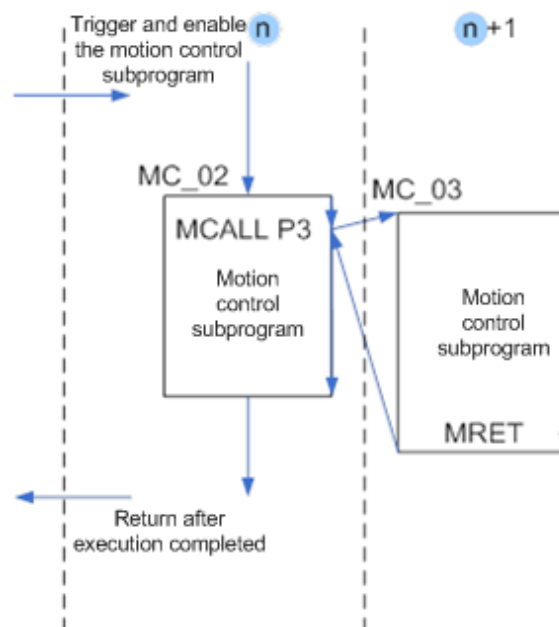 Trigger and enable
the motion control
subprogram
n
n+1
MC_02
MCALL P3
Motion
control
subprogram
MC_03
Motion
control
subprogram
MRET
Return after
execution completed